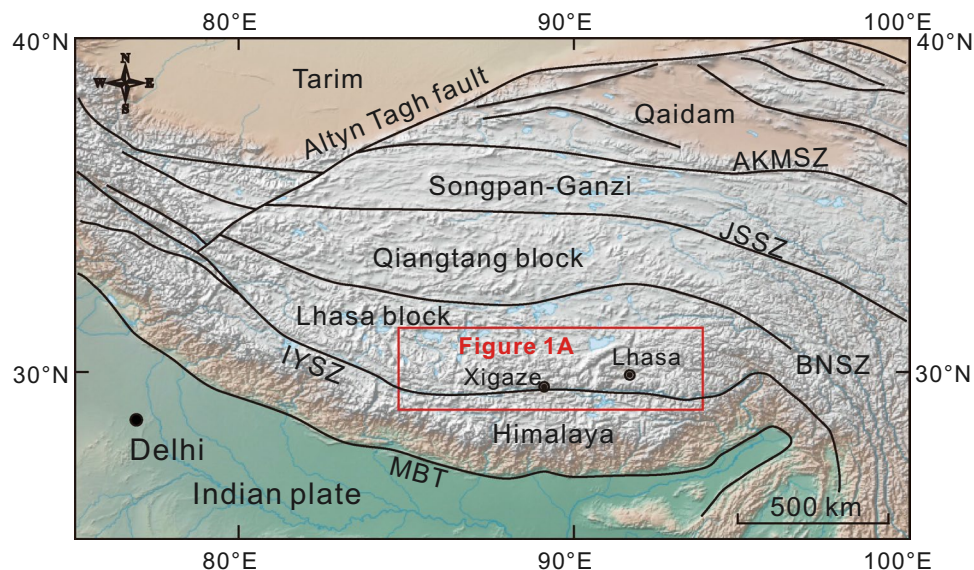 80°E
90°E
100°E
40°N
40°N
N
W
E
S
Tarim
Altyn Tagh fault
Qaidam
AKMSZ
Songpan-Ganzi
JSSZ
Qiangtang block
Lhasa block
Figure 1A
Lhasa
IYSZ
Xigaze
BNSZ
30°N
30°N
Himalaya
Delhi
MBT
Indian plate
500 km
80°E
90°E
100°E